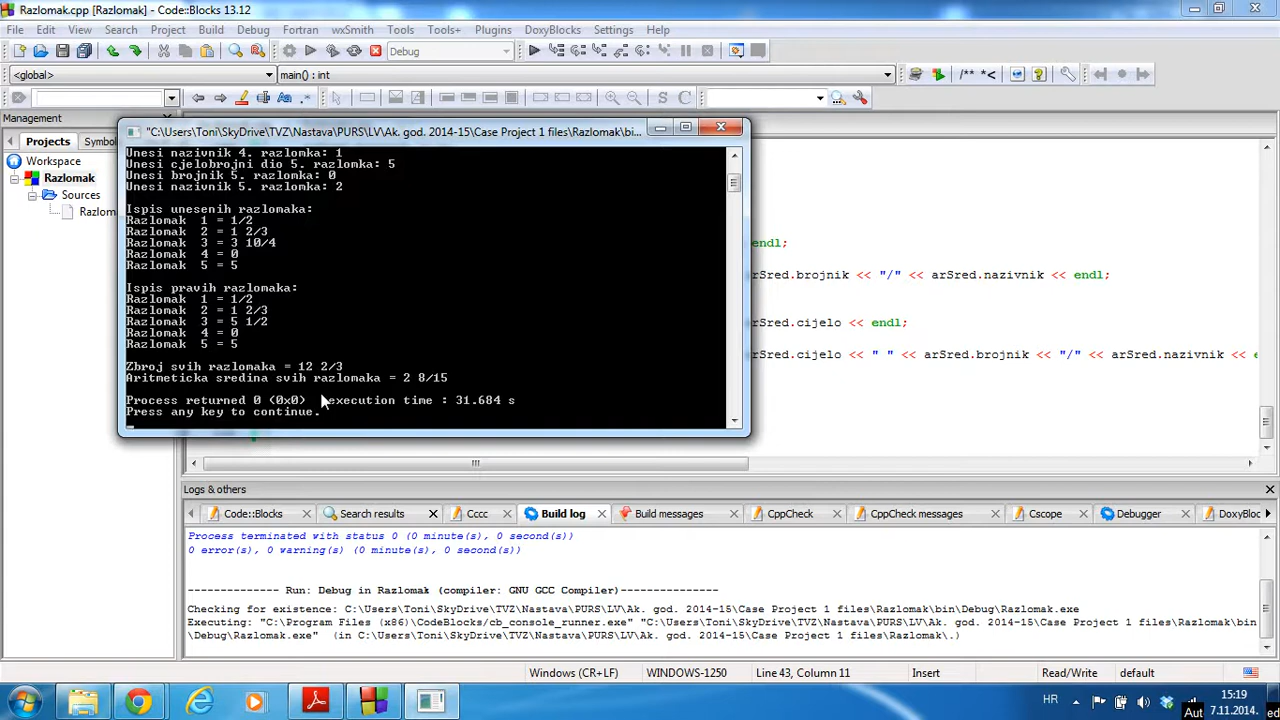 Razlomak.cpp [Razlomak] - Code::Blocks 13.12
File Edit View Search Project Build Debug Fortran wxSmith Tools Tools+ Plugins DoxyBlocks Settings Help
Debug
<global> main() : int
/** *<
Aa
S C
Management
Projects Symbol
Workspace
Razlomak
Sources
Razlom
"C:\Users\Toni\SkyDrive\TVZ\Nastava\PURS\LV\Ak. god. 2014-15\Case Project 1 files\Razlomak\bi...
Unesi nazivnik 4. razlomka: 1
Unesi cjelobrojni dio 5. razlomka: 5
Unesi brojnik 5. razlomka: 0
Unesi nazivnik 5. razlomka: 2
Ispis unesenih razlomaka:
Razlomak 1 = 1/2
Razlomak 2 = 1 2/3
Razlomak 3 = 3 10/4
Razlomak 4 = 0
Razlomak 5 = 5
Ispis pravih razlomaka:
Razlomak 1 = 1/2
Razlomak 2 = 1 2/3
Razlomak 3 = 5 1/2
Razlomak 4 = 0
Razlomak 5 = 5
Zbroj svih razlomaka = 12 2/3
Aritmeticka sredina svih razlomaka = 2 8/15
Process returned 0 (0x0) execution time : 31.684 s
Press any key to continue.
endl;
rSred.brojnik << "/" << arSred.nazivnik << endl;
rSred.cijelo << endl;
rSred.cijelo << " " << arSred.brojnik << "/" << arSred.nazivnik << e
Logs & others
Code::Blocks Search results Cccc Build log Build messages CppCheck CppCheck messages Cscope Debugger DoxyBloc
Process terminated with status 0 (0 minute(s), 0 second(s))
0 error(s), 0 warning(s) (0 minute(s), 0 second(s))
-------------- Run: Debug in Razlomak (compiler: GNU GCC Compiler)---------------
Checking for existence: C:\Users\Toni\SkyDrive\TVZ\Nastava\PURS\LV\Ak. god. 2014-15\Case Project 1 files\Razlomak\bin\Debug\Razlomak.exe
Executing: "C:\Program Files (x86)\CodeBlocks/cb_console_runner.exe" "C:\Users\Toni\SkyDrive\TVZ\Nastava\PURS\LV\Ak. god. 2014-15\Case Project 1 files\Razlomak\bin
\Debug\Razlomak.exe" (in C:\Users\Toni\SkyDrive\TVZ\Nastava\PURS\LV\Ak. god. 2014-15\Case Project 1 files\Razlomak\.)
Windows (CR+LF) WINDOWS-1250 Line 43, Column 11 Insert Read/Write default
HR
15:19
7.11.2014.
Aut ed